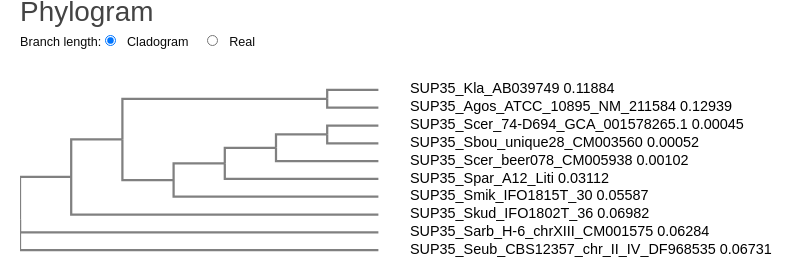 Phylogram
Branch length: Cladogram Real
SUP35_Kla_AB039749 0.11884
SUP35_Agos_ATCC_10895_NM_211584 0.12939
SUP35_Scer_74-D694_GCA_001578265.1 0.00045
SUP35_Sbou_unique28_CM003560 0.00052
SUP35_Scer_beer078_CM005938 0.00102
SUP35_Spar_A12_Liti 0.03112
SUP35_Smik_IFO1815T_30 0.05587
SUP35_Skud_IFO1802T_36 0.06982
SUP35_Sarb_H-6_chrXIII_CM001575 0.06284
SUP35_Seub_CBS12357_chr_II_IV_DF968535 0.06731